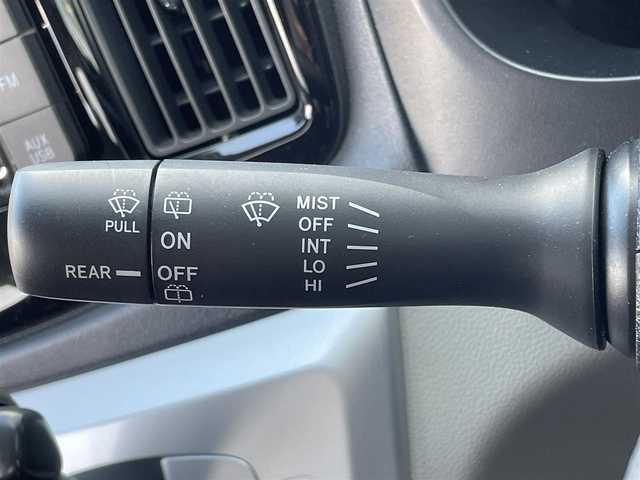 FM
AUX
USB
PULL
REAR
ON
OFF
MIST
OFF
INT
LO
HI